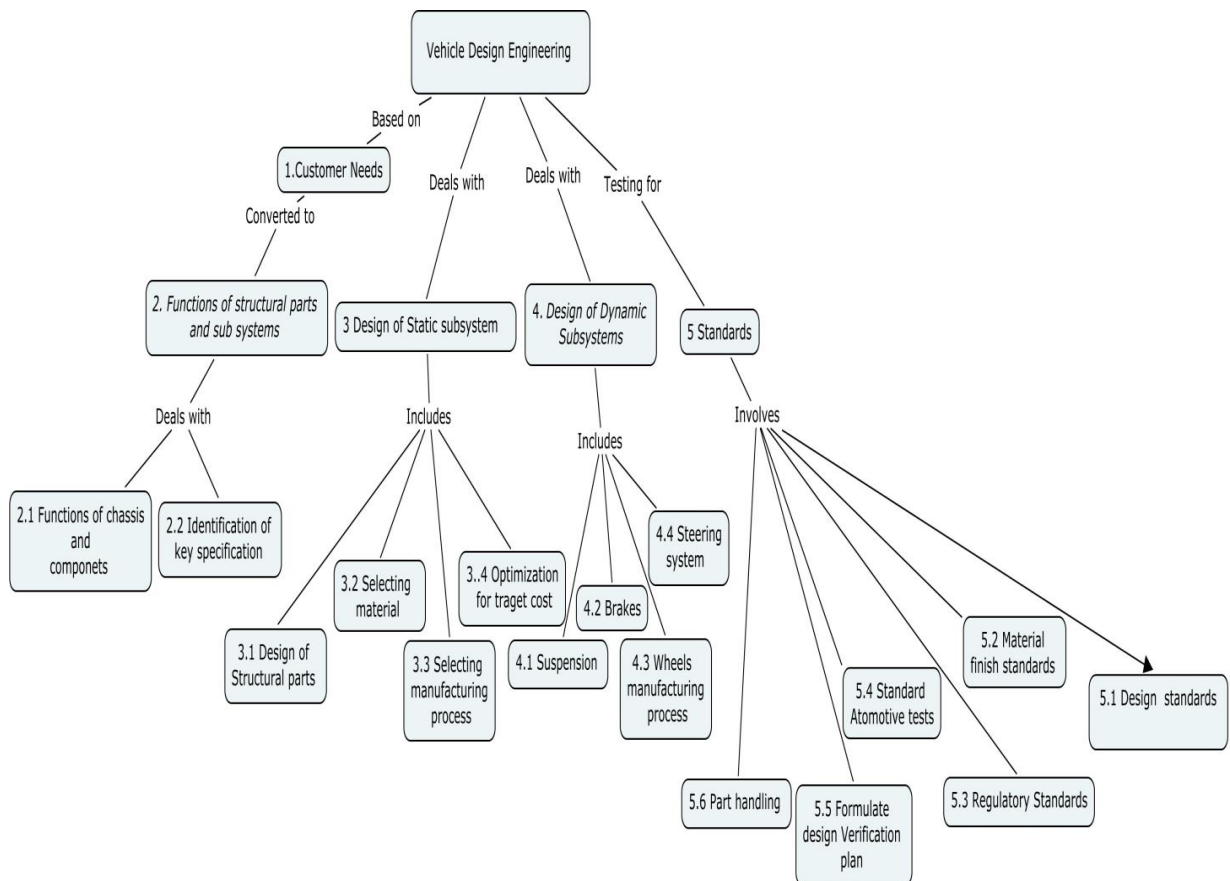 Vehicle Design Engineering
Based on
Deals with
Deals with
Testing for
1.Customer Needs
Converted to
2. Functions of structural parts
and sub systems
3 Design of Static subsystem
4. Design of Dynamic
Subsystems
5 Standards
Deals with
Includes
Includes
Involves
2.1 Functions of chassis
and
componets
2.2 Identification of
key specification
3.1 Design of
Structural parts
3.2 Selecting
material
3.3 Selecting
manufacturing
process
3..4 Optimization
for traget cost
4.1 Suspension
4.2 Brakes
4.3 Wheels
manufacturing
process
4.4 Steering
system
5.6 Part handling
5.5 Formulate
design Verification
plan
5.4 Standard
Atomotive tests
5.3 Regulatory Standards
5.2 Material
finish standards
5.1 Design standards